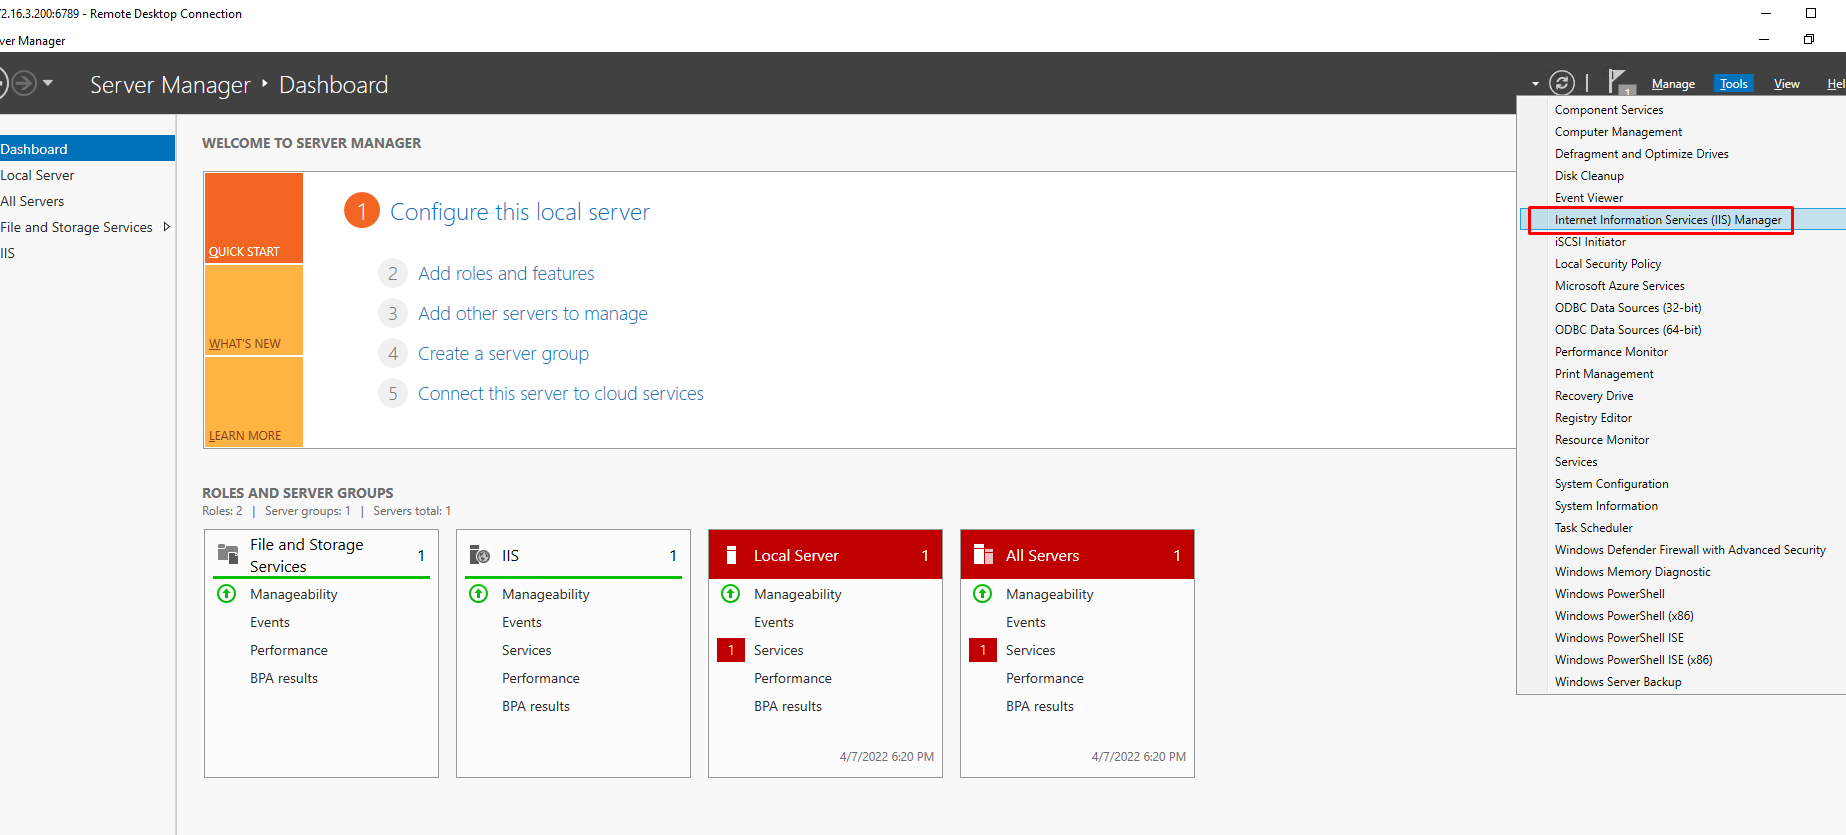 2.16.3.200:6789 - Remote Desktop Connection
ver Manager
Server Manager ‣ Dashboard
1
Manage
Tools
View
Hel
Dashboard
Local Server
All Servers
File and Storage Services
IIS
WELCOME TO SERVER MANAGER
QUICK START
WHAT'S NEW
LEARN MORE
1 Configure this local server
2 Add roles and features
3 Add other servers to manage
4 Create a server group
5 Connect this server to cloud services
ROLES AND SERVER GROUPS
Roles: 2 | Server groups: 1 | Servers total: 1
File and Storage
Services
1
Manageability
Events
Performance
BPA results
IIS 1
Manageability
Events
Services
Performance
BPA results
Local Server 1
Manageability
Events
1 Services
Performance
BPA results
4/7/2022 6:20 PM
All Servers 1
Manageability
Events
1 Services
Performance
BPA results
4/7/2022 6:20 PM
Component Services
Computer Management
Defragment and Optimize Drives
Disk Cleanup
Event Viewer
Internet Information Services (IIS) Manager
iSCSI Initiator
Local Security Policy
Microsoft Azure Services
ODBC Data Sources (32-bit)
ODBC Data Sources (64-bit)
Performance Monitor
Print Management
Recovery Drive
Registry Editor
Resource Monitor
Services
System Configuration
System Information
Task Scheduler
Windows Defender Firewall with Advanced Security
Windows Memory Diagnostic
Windows PowerShell
Windows PowerShell (x86)
Windows PowerShell ISE
Windows PowerShell ISE (x86)
Windows Server Backup